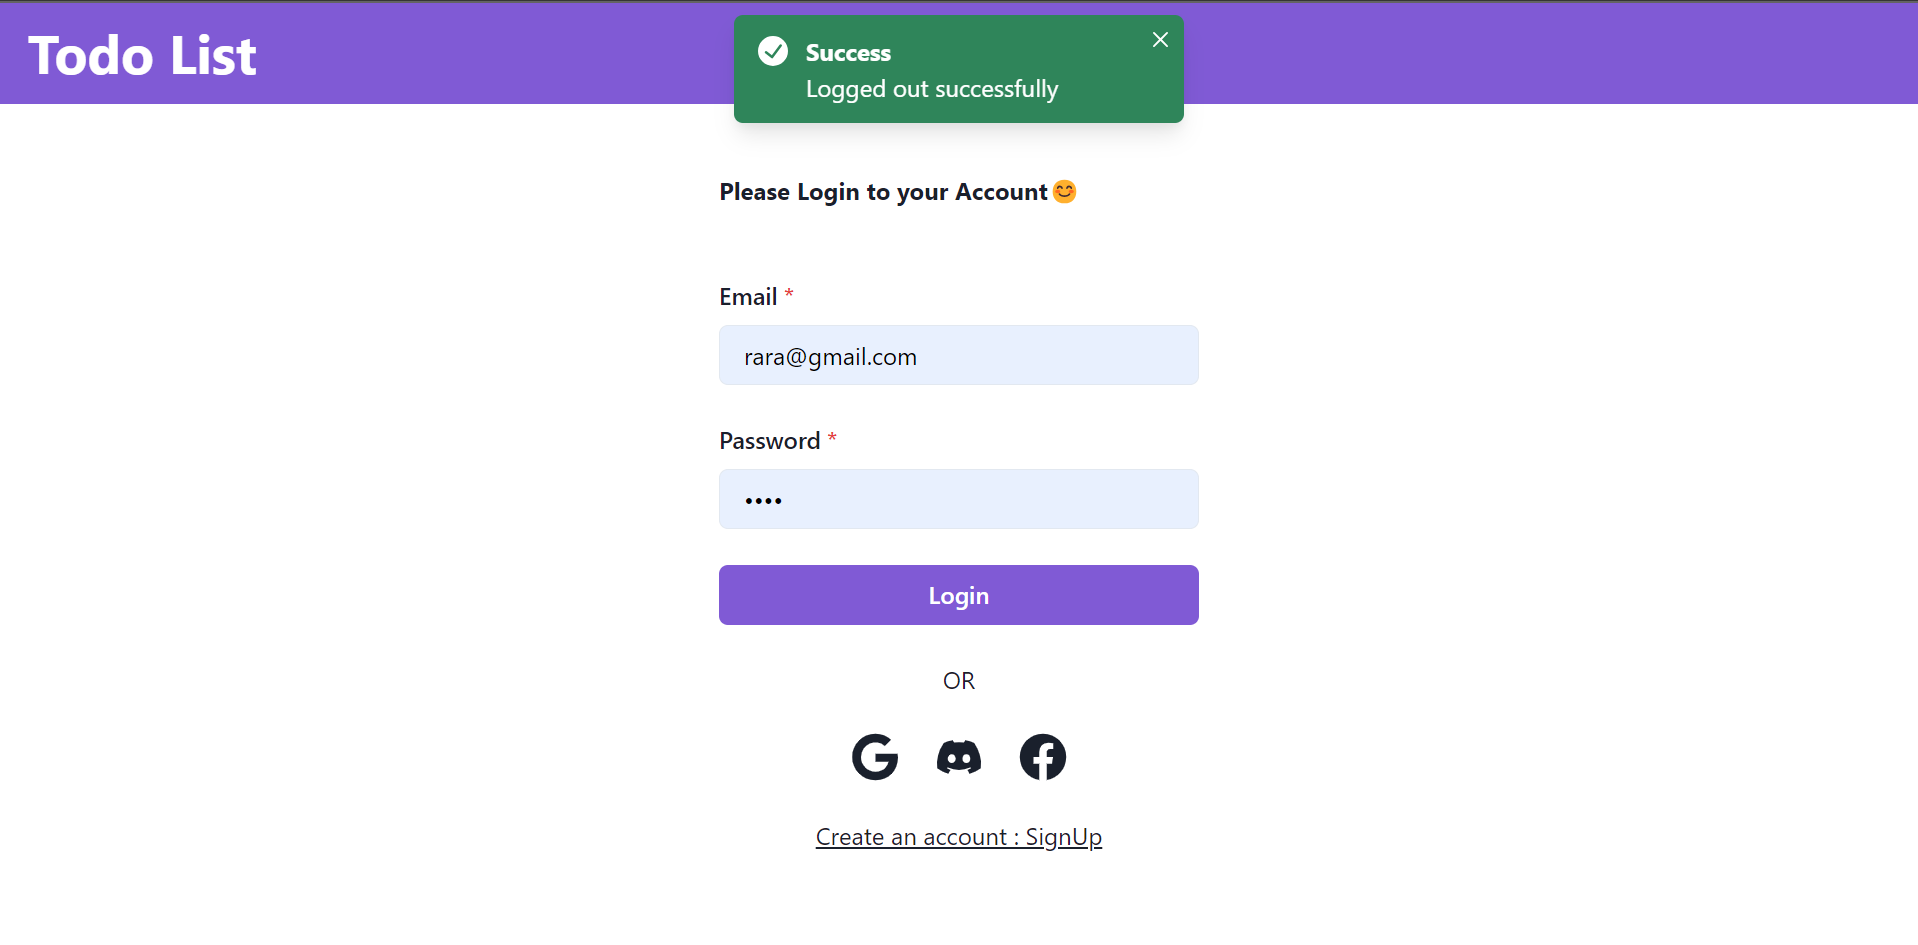 Todo List
Success
Logged out successfully
Please Login to your Account😊
Email *
rara@gmail.com
Password *
••••
Login
OR
Create an account : SignUp